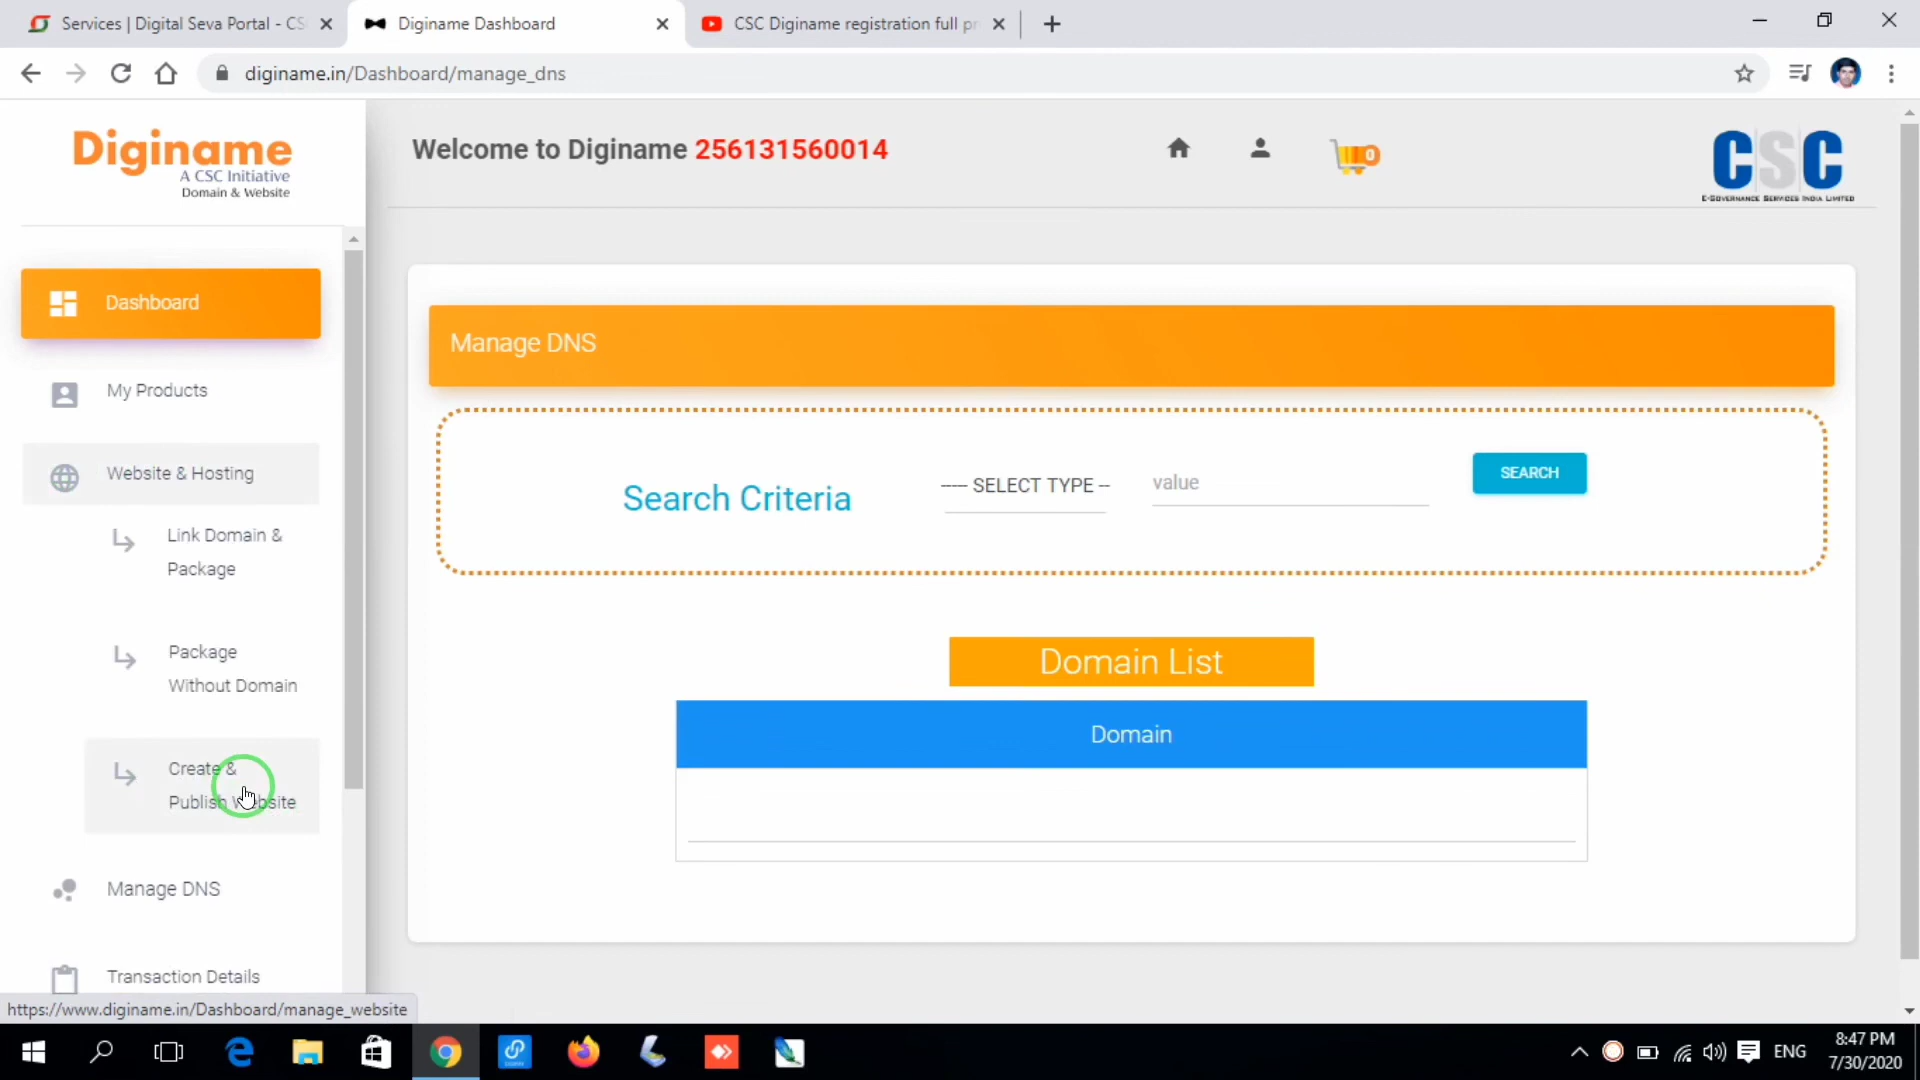 Services | Digital Seva Portal - CS
Diginame Dashboard
CSC Diginame registration full pr
diginame.in/Dashboard/manage_dns
Diginame
A CSC Initiative
Domain & Website
Welcome to Diginame 256131560014
0
CSC
E-GOVERNANCE SERVICES INDIA LIMITED
Dashboard
My Products
Website & Hosting
Link Domain &
Package
Package
Without Domain
Create &
Publish Website
Manage DNS
Transaction Details
Manage DNS
Search Criteria
---- SELECT TYPE --
value
SEARCH
Domain List
Domain
https://www.diginame.in/Dashboard/manage_website
ENG
8:47 PM
7/30/2020